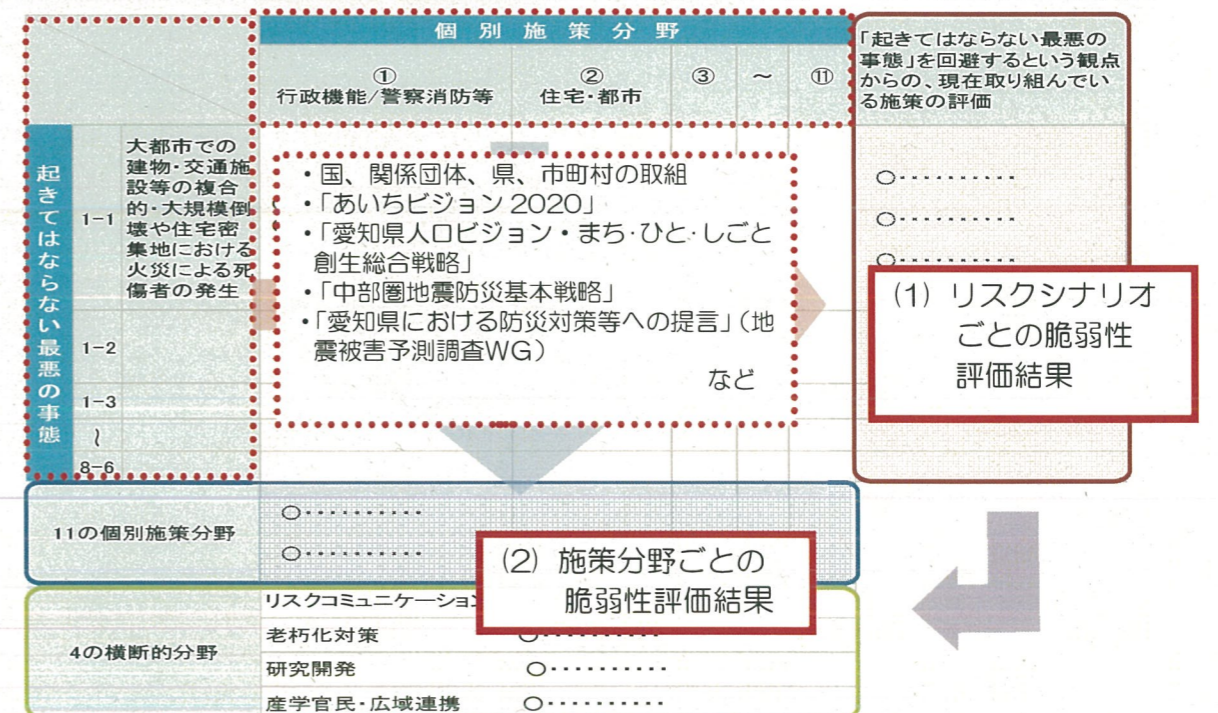 個別施策分野
① 行政機能/警察消防等
② 住宅・都市
③ ～ ⑪
「起きてはならない最悪の
事態」を回避するという観点
からの、現在取り組んでい
る施策の評価
起きてはならない最悪の事態
1-1
大都市での
建物・交通施
設等の複合
的・大規模倒
壊や住宅密
集地における
火災による死
傷者の発生
1-2
1-3
～
8-6
・国、関係団体、県、市町村の取組
・「あいちビジョン 2020」
・「愛知県人口ビジョン・まち・ひと・しごと
創生総合戦略」
・「中部圏地震防災基本戦略」
・「愛知県における防災対策等への提言」（地
震被害予測調査WG）
など
○··········
○··········
○··········
(1) リスクシナリオ
ごとの脆弱性
評価結果
11の個別施策分野
○··········
○··········
(2) 施策分野ごとの
脆弱性評価結果
4の横断的分野
リスクコミュニケーション
老朽化対策 ○··········
研究開発 ○··········
産学官民・広域連携 ○··········